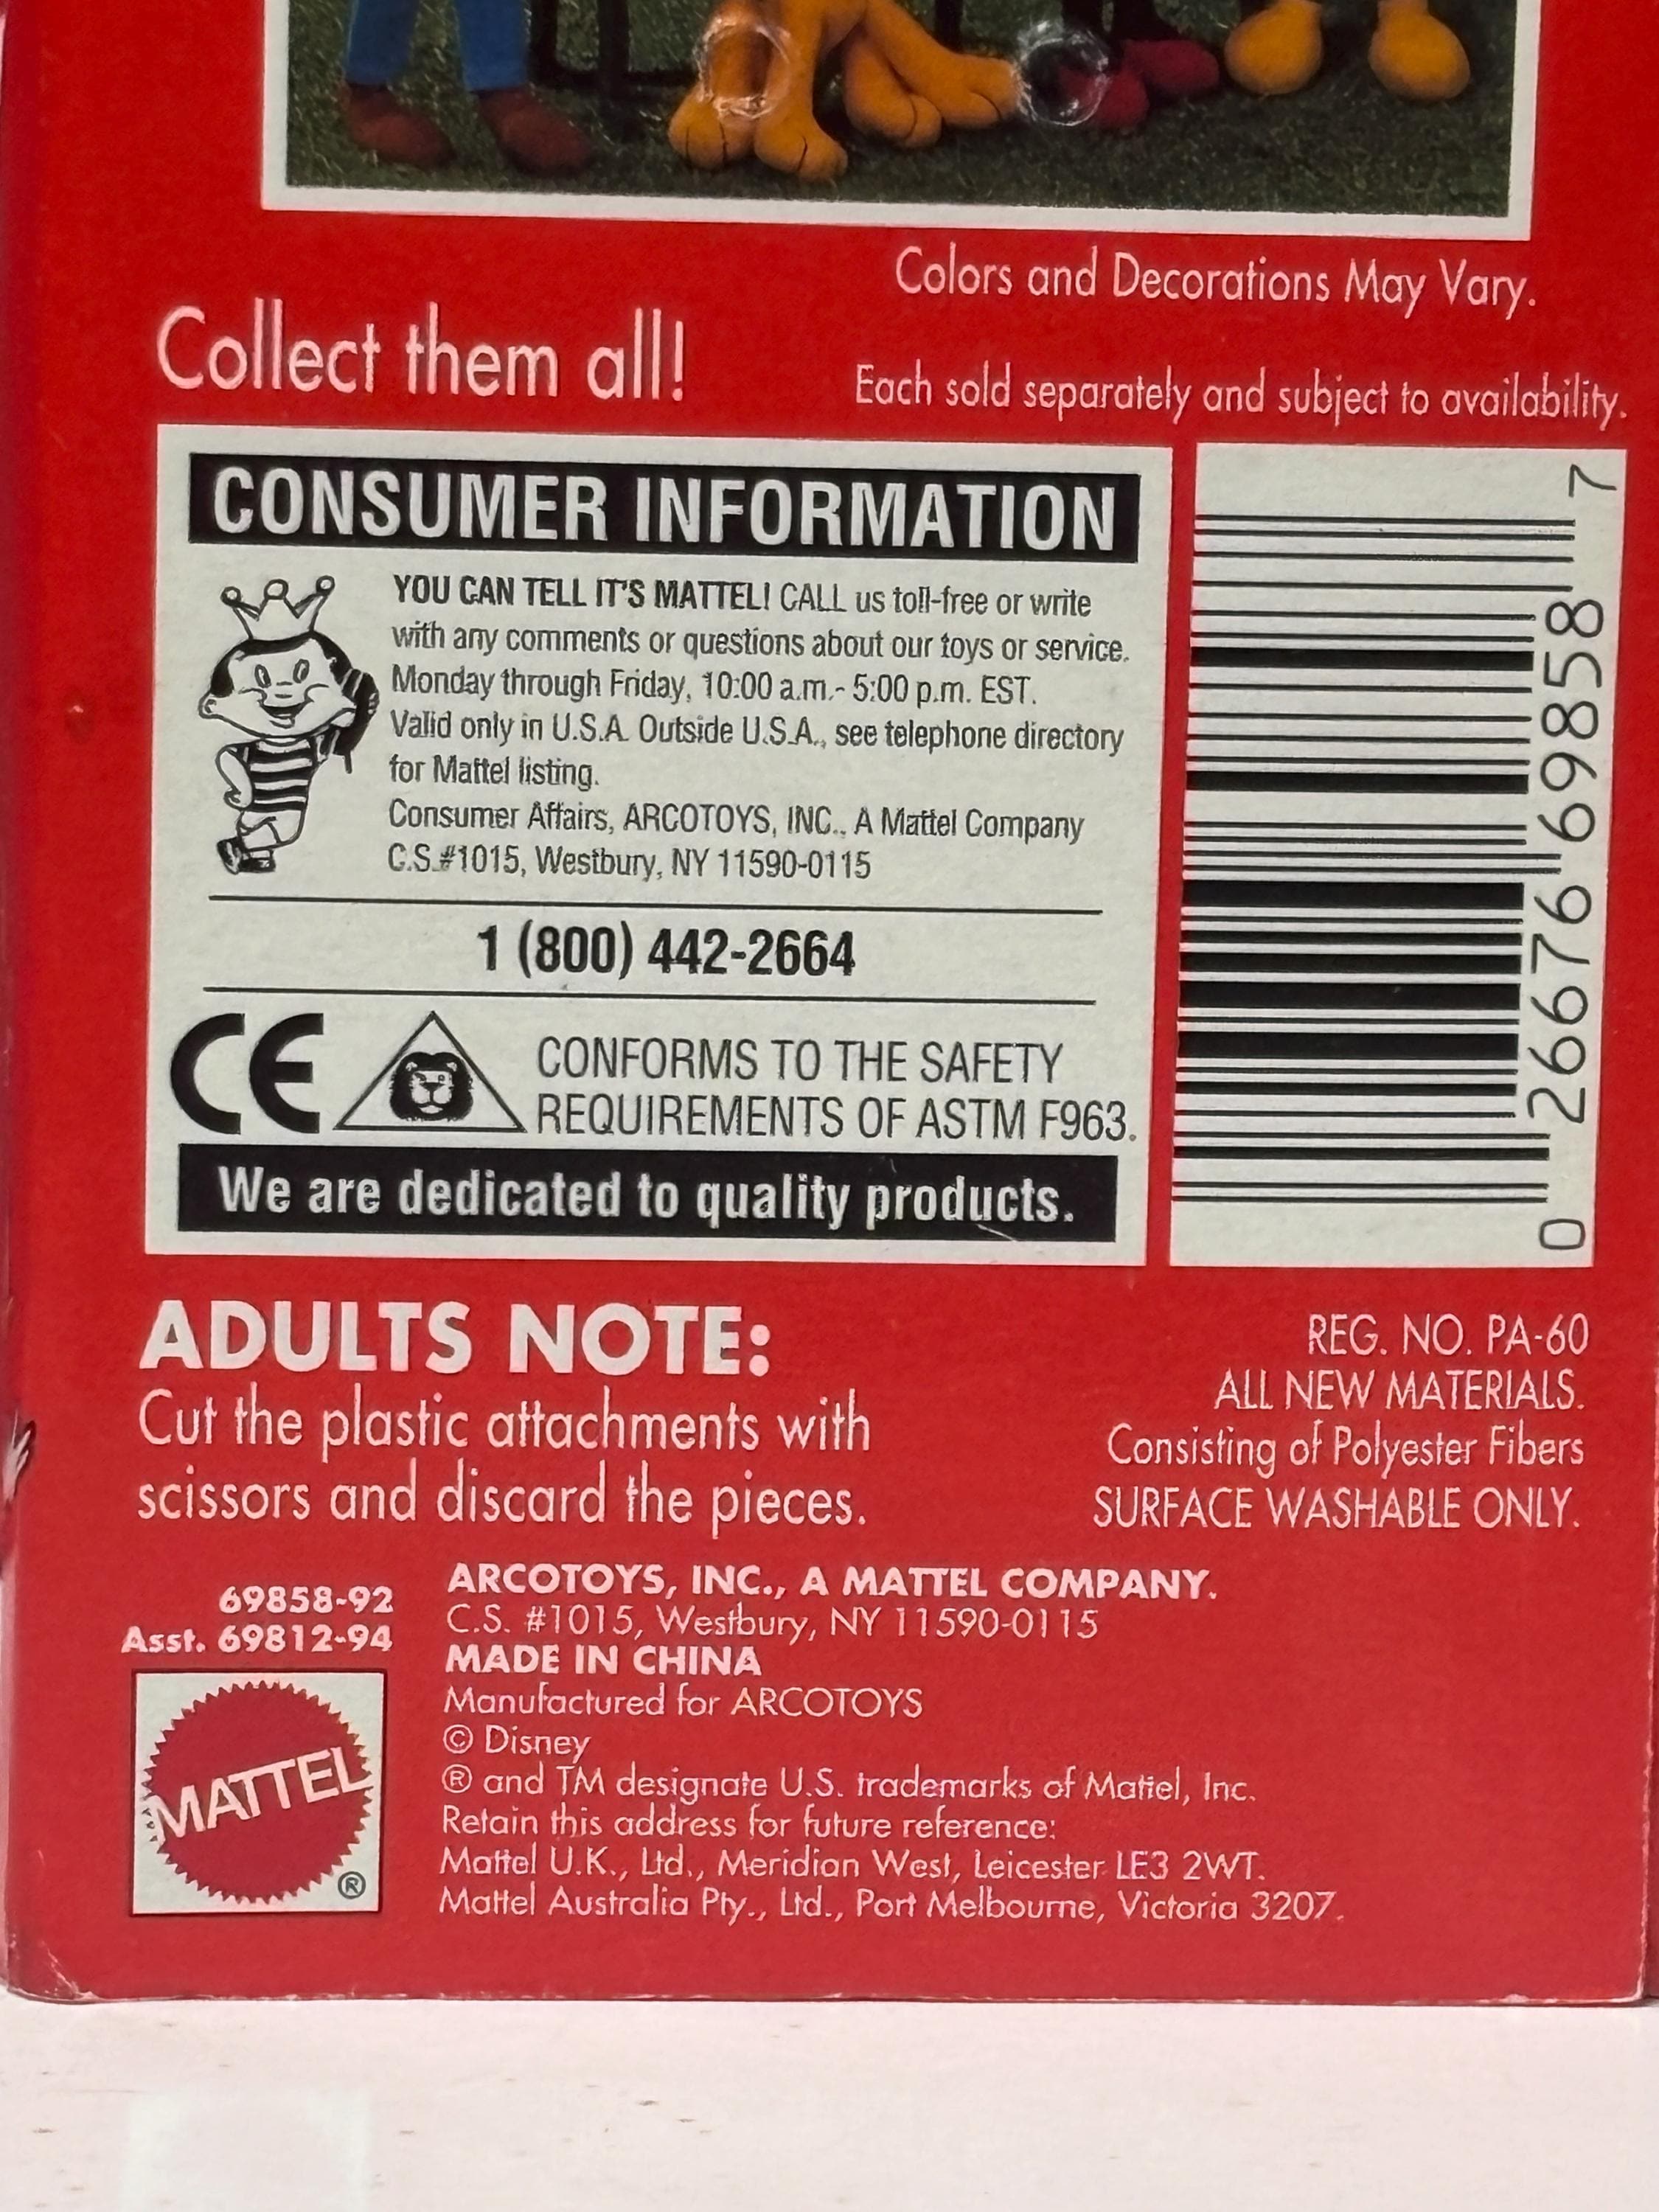 Colors and Decorations May Vary.
Collect them all!
Each sold separately and subject to availability.
CONSUMER INFORMATION
YOU CAN TELL IT'S MATTEL! CALL us toll-free or write
with any comments or questions about our toys or service.
Monday through Friday, 10:00 a.m.- 5:00 p.m. EST.
Valid only in U.S.A. Outside U.S.A., see telephone directory
for Mattel listing.
Consumer Affairs, ARCOTOYS, INC., A Mattel Company
C.S.#1015, Westbury, NY 11590-0115
1 (800) 442-2664
CE
CONFORMS TO THE SAFETY
REQUIREMENTS OF ASTM F963.
We are dedicated to quality products.
0 26676 69858 7
ADULTS NOTE:
Cut the plastic attachments with
scissors and discard the pieces.
REG. NO. PA-60
ALL NEW MATERIALS.
Consisting of Polyester Fibers
SURFACE WASHABLE ONLY.
69858-92
Asst. 69812-94
MATTEL
®
ARCOTOYS, INC., A MATTEL COMPANY.
C.S. #1015, Westbury, NY 11590-0115
MADE IN CHINA
Manufactured for ARCOTOYS
© Disney
® and TM designate U.S. trademarks of Mattel, Inc.
Retain this address for future reference:
Mattel U.K., Ltd., Meridian West, Leicester LE3 2WT.
Mattel Australia Pty., Ltd., Port Melbourne, Victoria 3207.